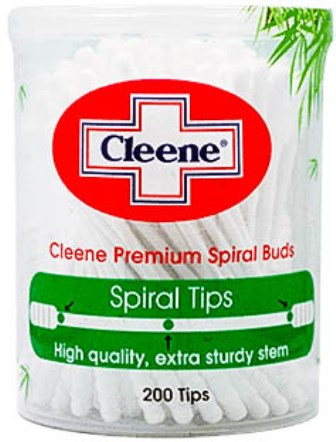 Cleene®
Cleene Premium Spiral Buds
Spiral Tips
High quality, extra sturdy stem
200 Tips